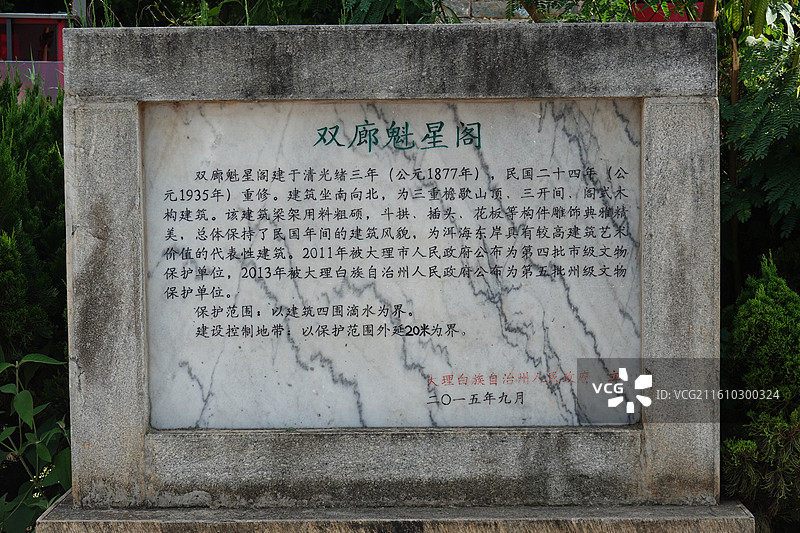 双廊魁星阁
双廊魁星阁建于清光绪三年（公元1877年），民国二十四年（公
元1935年）重修。建筑坐南向北，为三重檐歇山顶、三开间、阁式木
构建筑。该建筑梁架用料粗硕，斗拱、插头、花板等构件雕饰典雅精
美，总体保持了民国年间的建筑风貌，为洱海东岸具有较高建筑艺术
价值的代表性建筑。2011年被大理市人民政府公布为第四批市级文物
保护单位，2013年被大理白族自治州人民政府公布为第五批州级文物
保护单位。
保护范围：以建筑四围滴水为界。
建设控制地带：以保护范围外延20米为界。
大理白族自治州人民政府
二〇一五年九月
VCG VCG211610300324